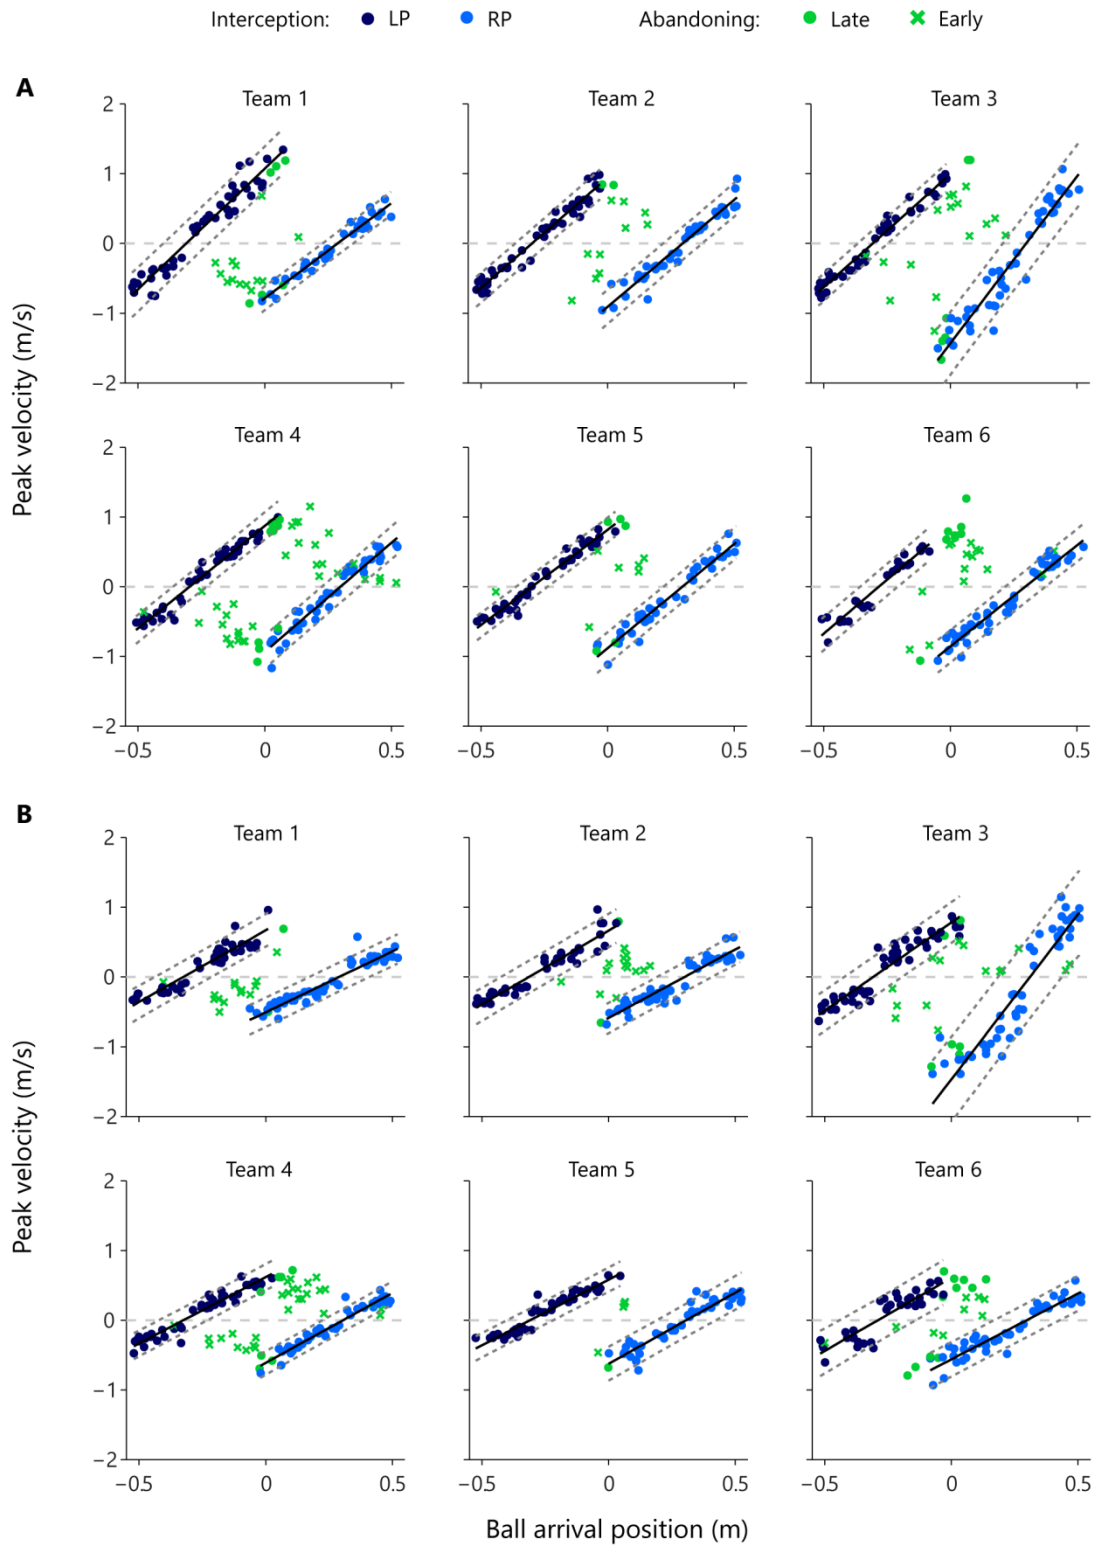 Interception: LP RP Abandoning: Late Early
A
Team 1 Team 2 Team 3
2
1
0
−1
−2
Team 4 Team 5 Team 6
2
1
0
−1
−2
−0.5 0 0.5 −0.5 0 0.5 −0.5 0 0.5
Peak velocity (m/s)
B
Team 1 Team 2 Team 3
2
1
0
−1
−2
Team 4 Team 5 Team 6
2
1
0
−1
−2
−0.5 0 0.5 −0.5 0 0.5 −0.5 0 0.5
Peak velocity (m/s)
Ball arrival position (m)